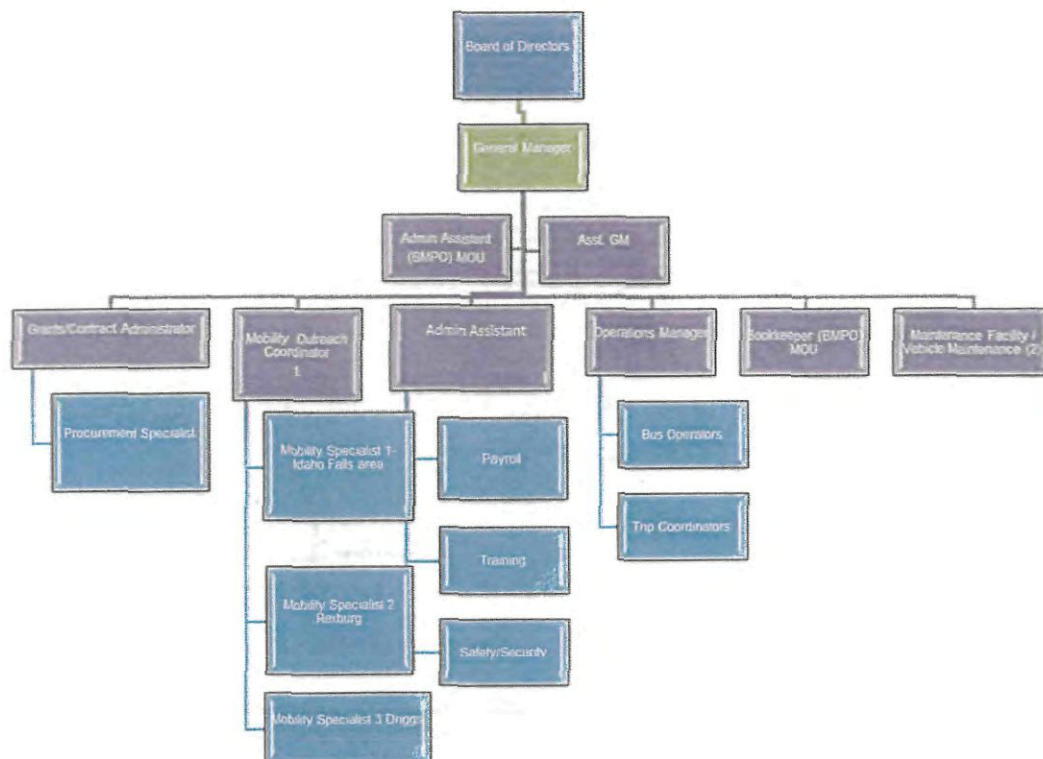 Board of Directors
General Manager
Admin Assistant
(BMPO) MOU
Asst. GM
Grants/Contract Administrator
Mobility Outreach
Coordinator
1
Admin Assistant
Operations Manager
Bookkeeper (BMPO)
MOU
Maintenance Facility /
Vehicle Maintenance (2)
Procurement Specialist
Mobility Specialist 1-
Idaho Falls area
Payroll
Bus Operators
Trip Coordinators
Training
Mobility Specialist 2
Rexburg
Safety/Security
Mobility Specialist 3 Driggs